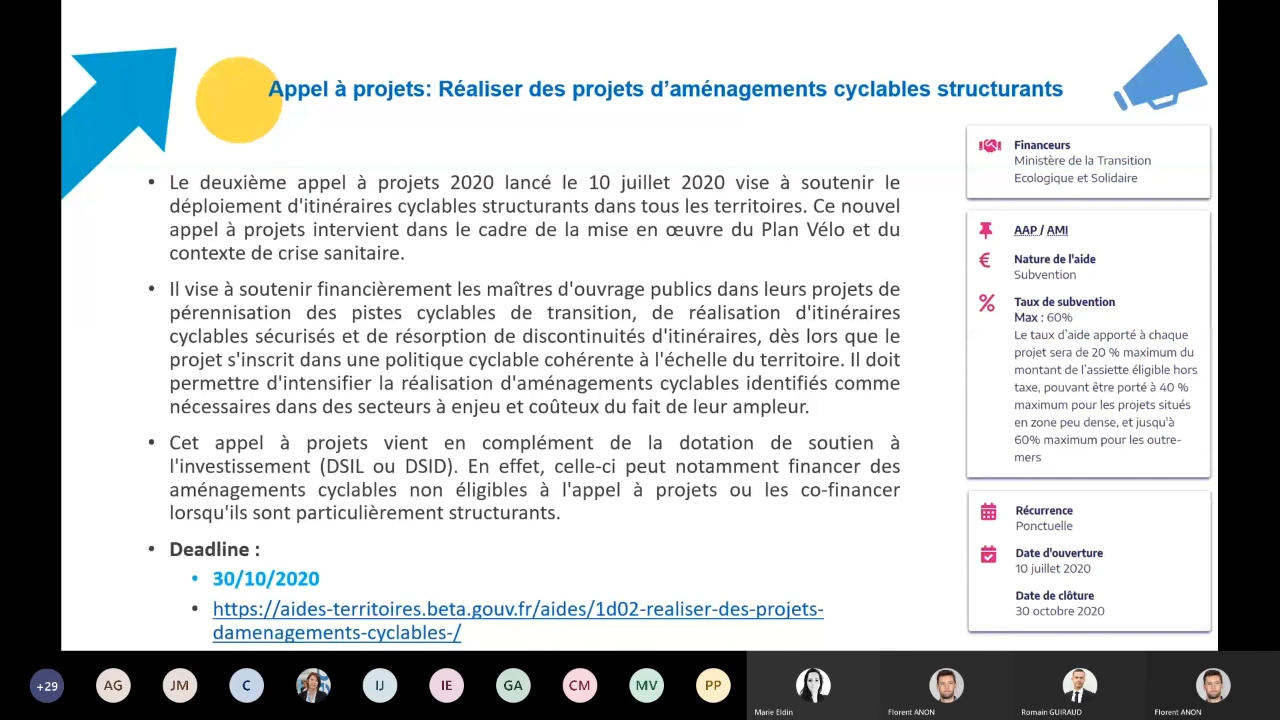 Appel à projets: Réaliser des projets d’aménagements cyclables structurants
• Le deuxième appel à projets 2020 lancé le 10 juillet 2020 vise à soutenir le
déploiement d'itinéraires cyclables structurants dans tous les territoires. Ce nouvel
appel à projets intervient dans le cadre de la mise en œuvre du Plan Vélo et du
contexte de crise sanitaire.
• Il vise à soutenir financièrement les maîtres d'ouvrage publics dans leurs projets de
pérennisation des pistes cyclables de transition, de réalisation d'itinéraires
cyclables sécurisés et de résorption de discontinuités d'itinéraires, dès lors que le
projet s'inscrit dans une politique cyclable cohérente à l'échelle du territoire. Il doit
permettre d'intensifier la réalisation d'aménagements cyclables identifiés comme
nécessaires dans des secteurs à enjeu et coûteux du fait de leur ampleur.
• Cet appel à projets vient en complément de la dotation de soutien à
l'investissement (DSIL ou DSID). En effet, celle-ci peut notamment financer des
aménagements cyclables non éligibles à l'appel à projets ou les co-financer
lorsqu'ils sont particulièrement structurants.
• Deadline :
• 30/10/2020
• https://aides-territoires.beta.gouv.fr/aides/1d02-realiser-des-projets-
damenagements-cyclables-/
Financeurs
Ministère de la Transition
Ecologique et Solidaire
AAP / AMI
€ Nature de l'aide
Subvention
% Taux de subvention
Max : 60%
Le taux d’aide apporté à chaque
projet sera de 20 % maximum du
montant de l’assiette éligible hors
taxe, pouvant être porté à 40 %
maximum pour les projets situés
en zone peu dense, et jusqu’à
60% maximum pour les outre-
mers
Récurrence
Ponctuelle
Date d'ouverture
10 juillet 2020
Date de clôture
30 octobre 2020
+29 AG JM C IJ IE GA CM MV PP
Marie Eldin Florent ANON Romain GUIRAUD Florent ANON